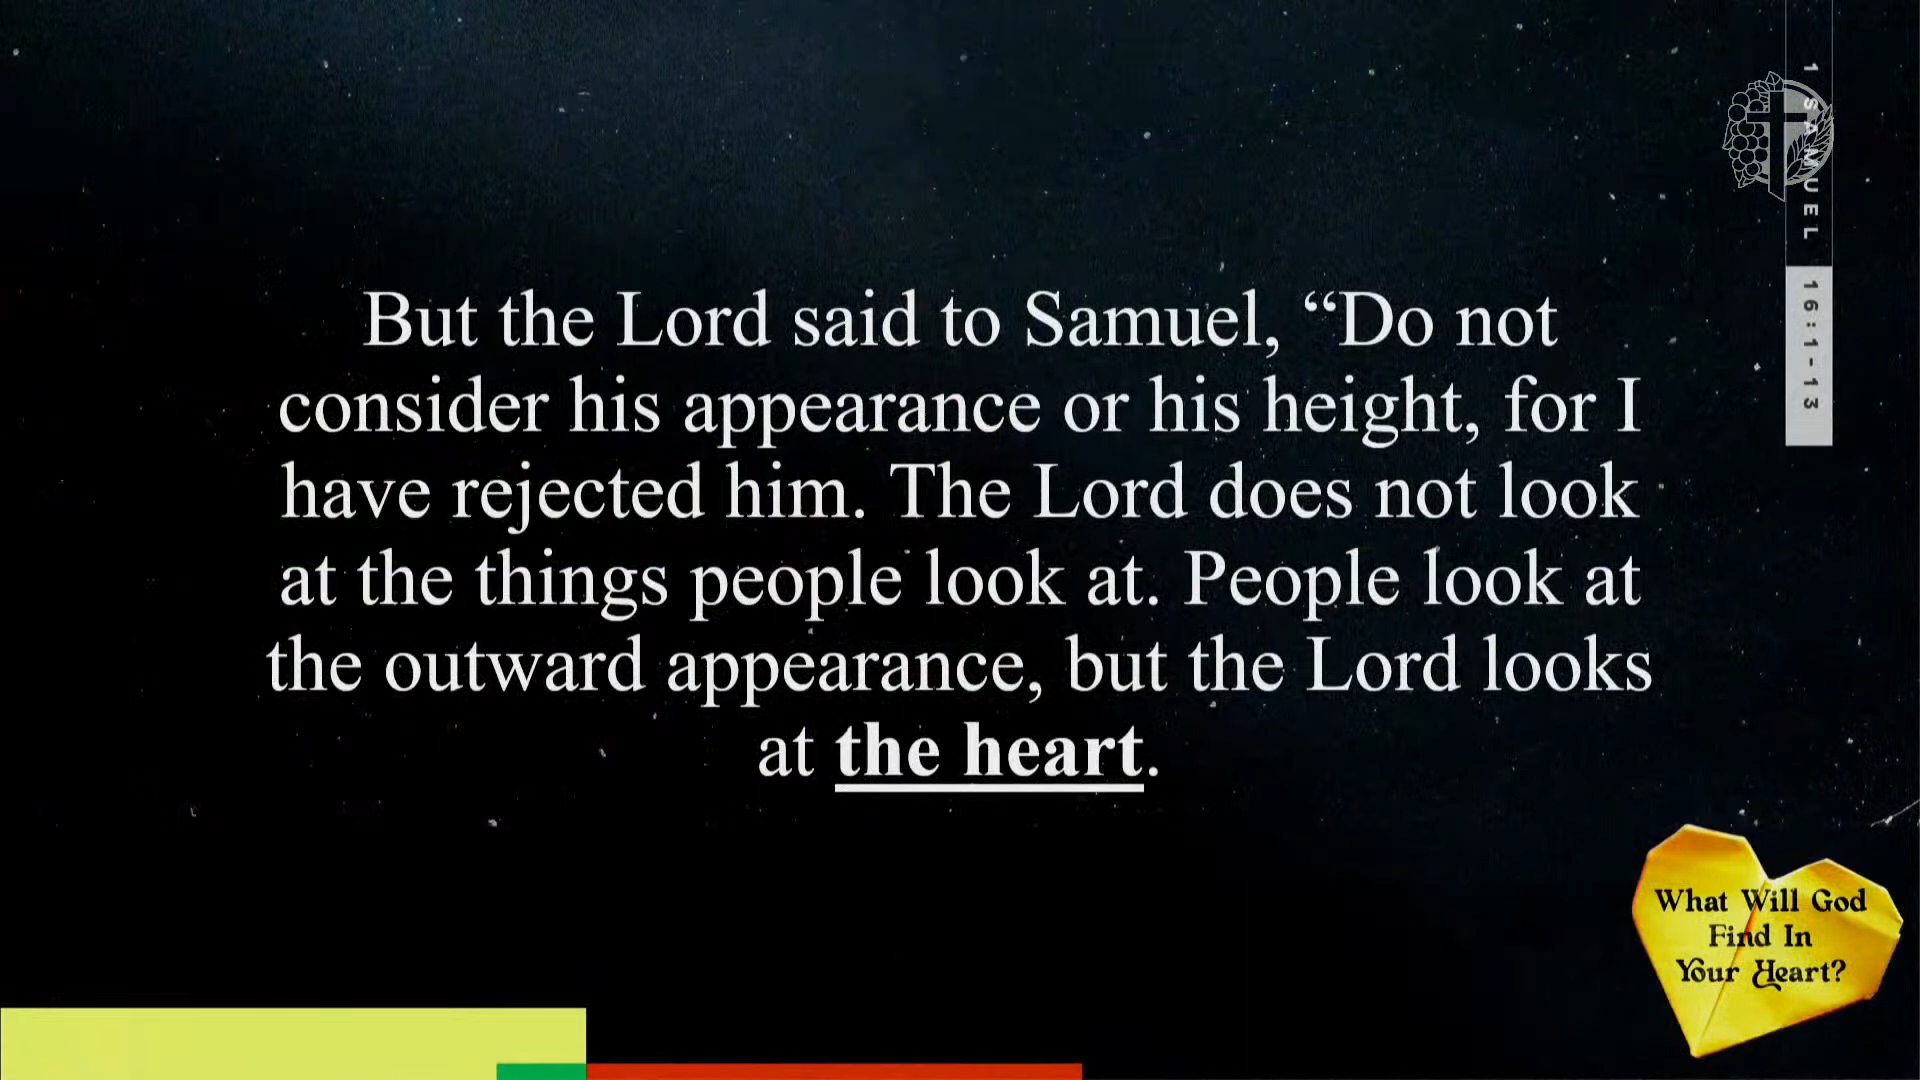 1 SAMUEL 16:1-13
But the Lord said to Samuel, “Do not
consider his appearance or his height, for I
have rejected him. The Lord does not look
at the things people look at. People look at
the outward appearance, but the Lord looks
at the heart.
What Will God
Find In
Your Heart?